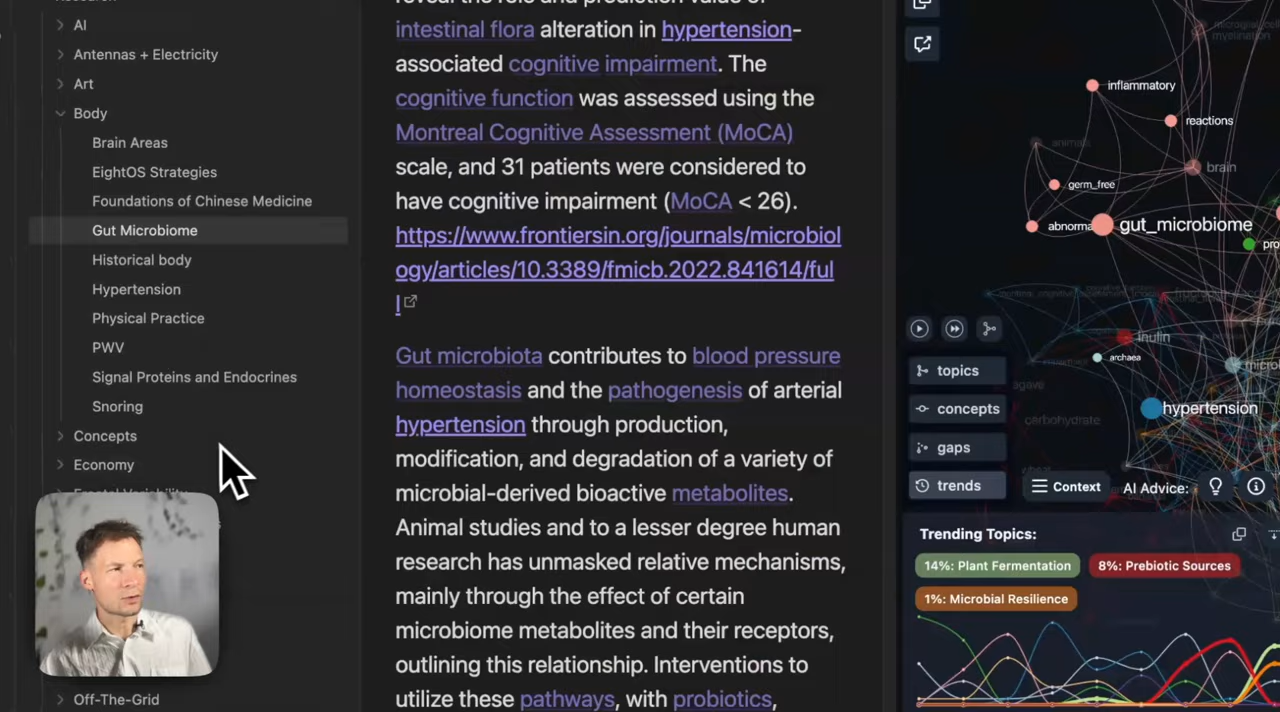 AI
Antennas + Electricity
Art
Body
Brain Areas
EightOS Strategies
Foundations of Chinese Medicine
Gut Microbiome
Historical body
Hypertension
Physical Practice
PWV
Signal Proteins and Endocrines
Snoring
Concepts
Economy
Off-The-Grid
intestinal flora alteration in hypertension-
associated cognitive impairment. The
cognitive function was assessed using the
Montreal Cognitive Assessment (MoCA)
scale, and 31 patients were considered to
have cognitive impairment (MoCA < 26).
https://www.frontiersin.org/journals/microbiol
ogy/articles/10.3389/fmicb.2022.841614/ful
l
Gut microbiota contributes to blood pressure
homeostasis and the pathogenesis of arterial
hypertension through production,
modification, and degradation of a variety of
microbial-derived bioactive metabolites.
Animal studies and to a lesser degree human
research has unmasked relative mechanisms,
mainly through the effect of certain
microbiome metabolites and their receptors,
outlining this relationship. Interventions to
utilize these pathways, with probiotics,
myelination
inflammatory
reactions
animals
brain
germ_free
abnorma
gut_microbiome
pro
inulin
archaea
micro
agave
hypertension
carbohydrate
topics
concepts
gaps
trends
Context
AI Advice:
Trending Topics:
14%: Plant Fermentation
8%: Prebiotic Sources
1%: Microbial Resilience